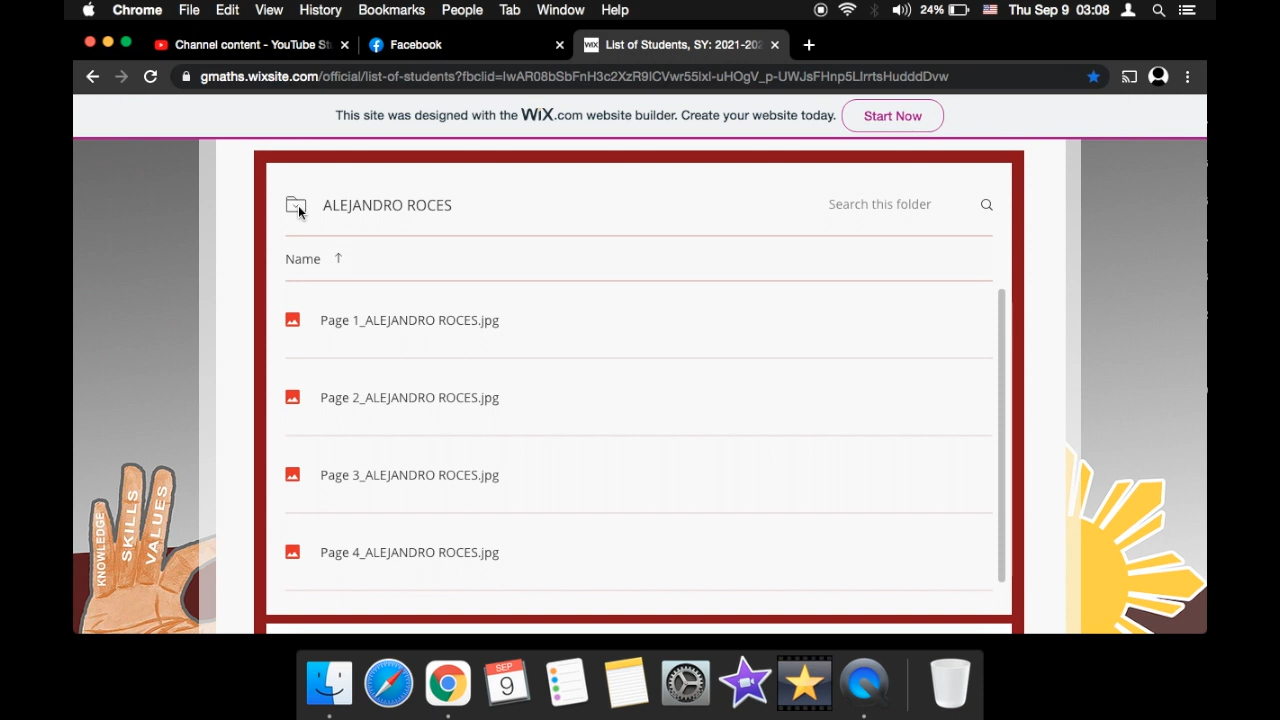 Chrome File Edit View History Bookmarks People Tab Window Help 24% Thu Sep 9 03:08
Channel content - YouTube St
Facebook
WiX List of Students, SY: 2021-202
gmaths.wixsite.com/official/list-of-students?fbclid=IwAR08bSbFnH3c2XzR9lCVwr55lxl-uHOgV_p-UWJsFHnp5LIrrtsHudddDvw
This site was designed with the WiX.com website builder. Create your website today. Start Now
ALEJANDRO ROCES Search this folder
Name ↑
Page 1_ALEJANDRO ROCES.jpg
Page 2_ALEJANDRO ROCES.jpg
Page 3_ALEJANDRO ROCES.jpg
Page 4_ALEJANDRO ROCES.jpg
KNOWLEDGE
SKILLS
VALUES
SEP
9